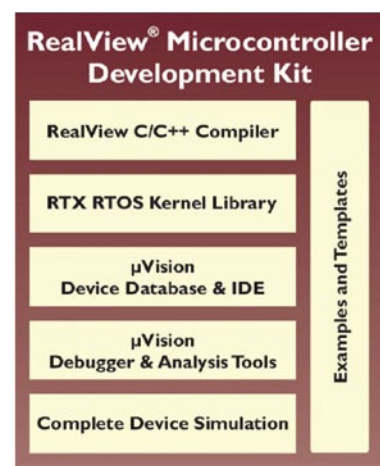 RealView® Microcontroller
Development Kit
RealView C/C++ Compiler
RTX RTOS Kernel Library
µVision
Device Database & IDE
µVision
Debugger & Analysis Tools
Complete Device Simulation
Examples and Templates